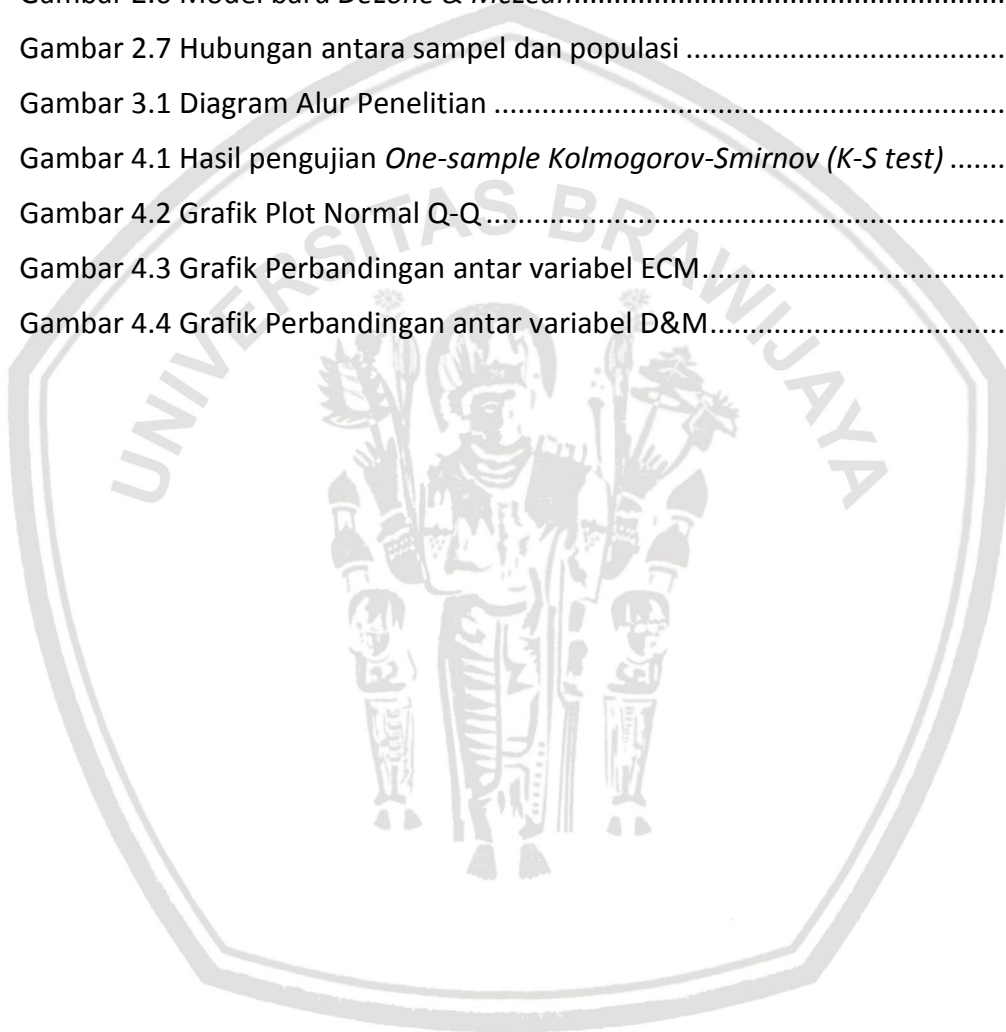 Gambar 2.7 Hubungan antara sampel dan populasi ....................................
Gambar 3.1 Diagram Alur Penelitian .........................................................
Gambar 4.1 Hasil pengujian One-sample Kolmogorov-Smirnov (K-S test) .......
Gambar 4.2 Grafik Plot Normal Q-Q..........................................................
Gambar 4.3 Grafik Perbandingan antar variabel ECM..................................
Gambar 4.4 Grafik Perbandingan antar variabel D&M.................................
UNIVERSITAS BRAWIJAYA